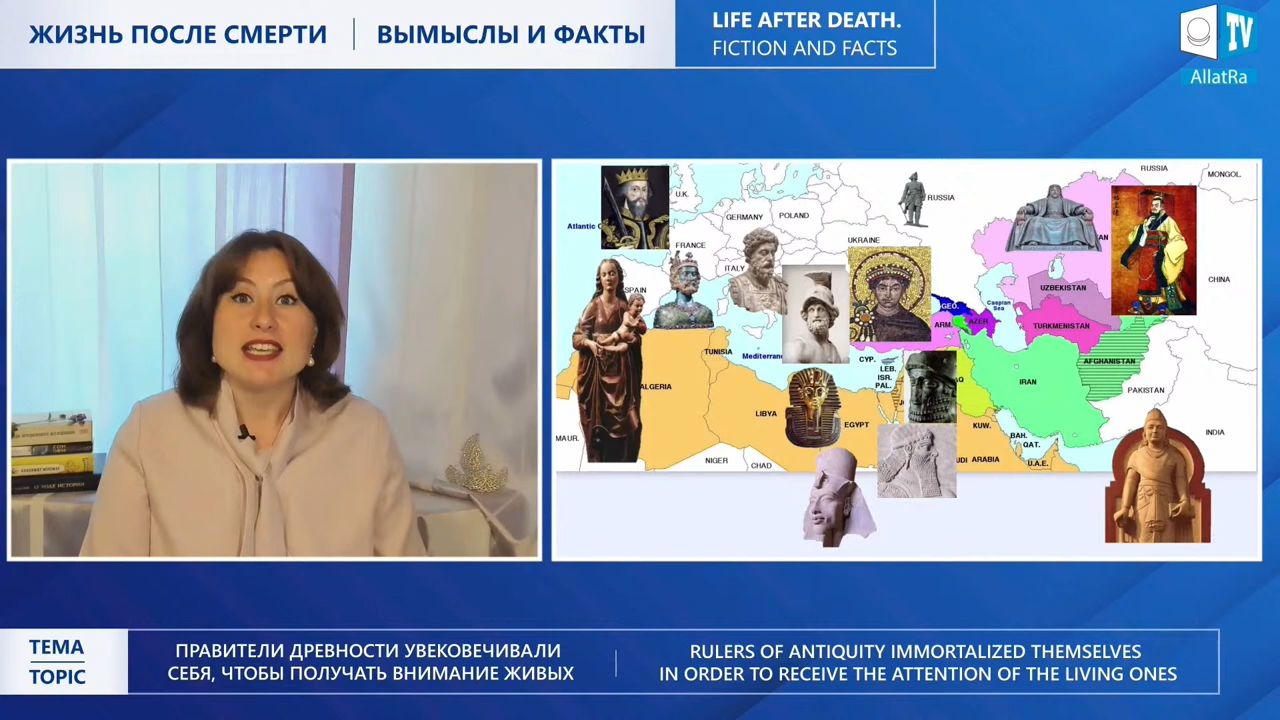 ЖИЗНЬ ПОСЛЕ СМЕРТИ
ВЫМЫСЛЫ И ФАКТЫ
LIFE AFTER DEATH.
FICTION AND FACTS
TV
AllatRa
RUSSIA
MONGOL.
U.K.
RUSSIA
GERMANY
POLAND
Atlantic
FRANCE
UKRAINE
ITALY
CHINA
SPAIN
UZBEKISTAN
Caspian
Sea
GEO.
ARM.
AZER
TURKMENISTAN
TUNISIA
CYP.
AFGHANISTAN
LEB.
ISR.
PAL.
ALGERIA
IRAN
PAKISTAN
LIBYA
EGYPT
KUW.
INDIA
MAUR.
BAH.
QAT.
NIGER
CHAD
ARABIA
U.A.E.
О ЧУДЕ ИСТОРИИ
ТЕМА
TOPIC
ПРАВИТЕЛИ ДРЕВНОСТИ УВЕКОВЕЧИВАЛИ
СЕБЯ, ЧТОБЫ ПОЛУЧАТЬ ВНИМАНИЕ ЖИВЫХ
RULERS OF ANTIQUITY IMMORTALIZED THEMSELVES
IN ORDER TO RECEIVE THE ATTENTION OF THE LIVING ONES